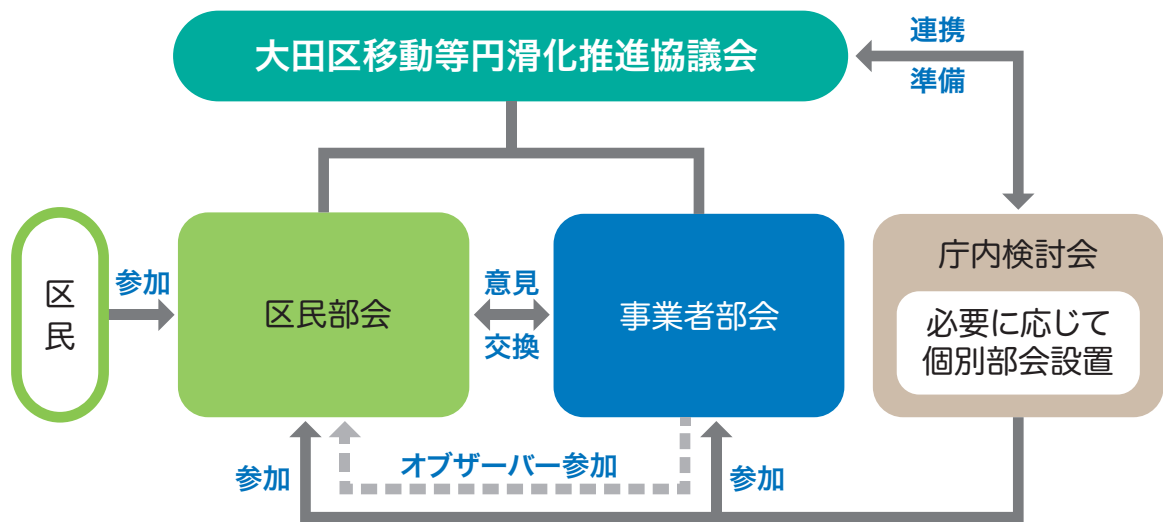 大田区移動等円滑化推進協議会
連携
準備
区
民
参加
区民部会
意見
交換
事業者部会
庁内検討会
必要に応じて
個別部会設置
参加
オブザーバー参加
参加